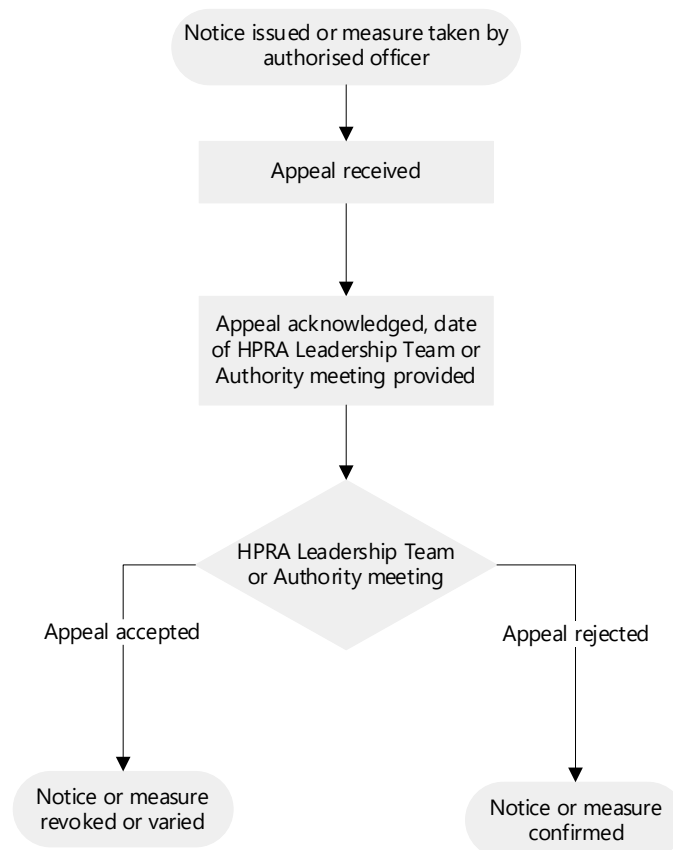 Notice issued or measure taken by
authorised officer
Appeal received
Appeal acknowledged, date
of HPRA Leadership Team or
Authority meeting provided
HPRA Leadership Team
or Authority meeting
Appeal accepted
Appeal rejected
Notice or measure
revoked or varied
Notice or measure
confirmed